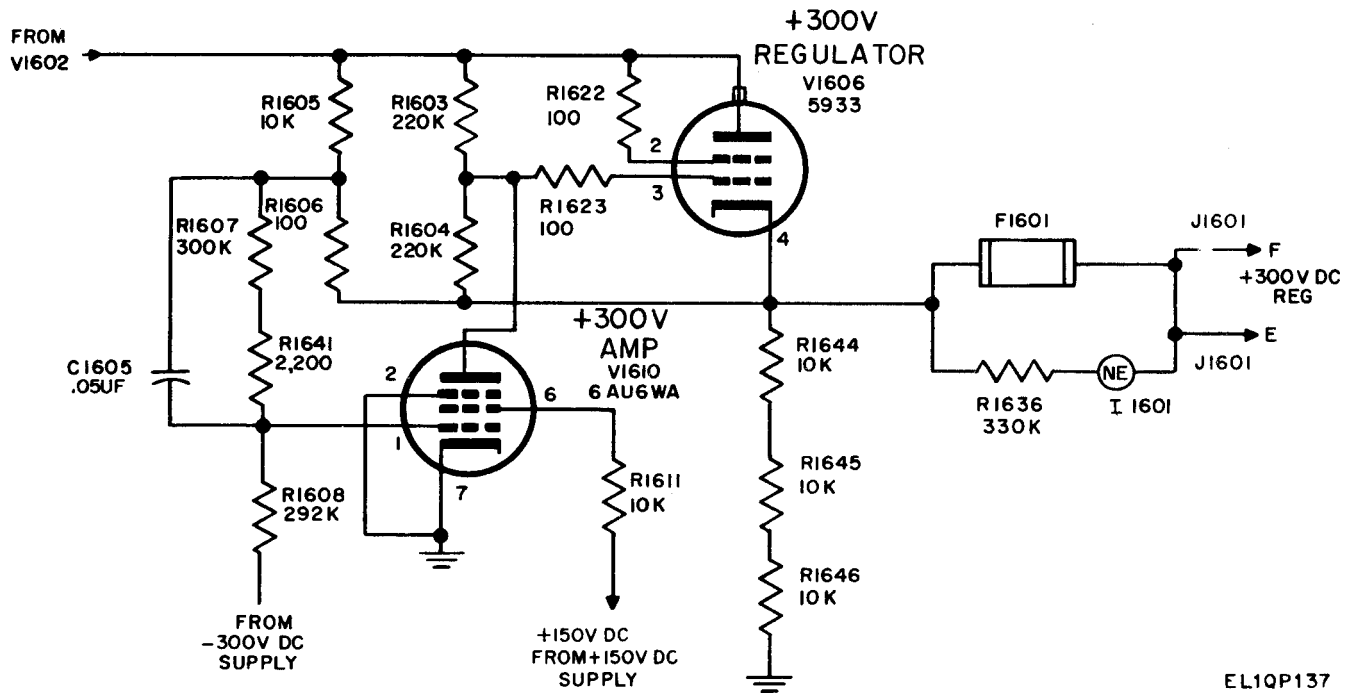 FROM
V1602
+300V
REGULATOR
V1606
5933
R1605
10K
R1603
220K
R1622
100
2
3
4
R1623
100
R1607
300K
R1606
100
R1604
220K
F1601
J1601
F
+300V DC
REG
E
J1601
C1605
.05UF
R1641
2,200
+300V
AMP
V1610
6 AU6WA
2
1
6
7
R1644
10K
NE
R1636
330K
I 1601
R1608
292K
R1611
10K
R1645
10K
R1646
10K
FROM
-300V DC
SUPPLY
+150V DC
FROM+150V DC
SUPPLY
EL1QP137